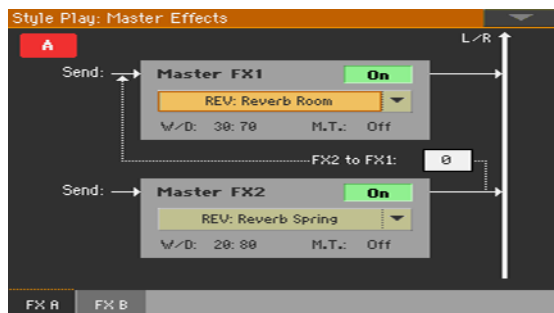 Style Play: Master Effects
A
L/R
Send:
Master FX1
On
REV: Reverb Room
W/D: 30:70 M.T.: Off
FX2 to FX1: 0
Send:
Master FX2
On
REV: Reverb Spring
W/D: 20:80 M.T.: Off
FX A FX B